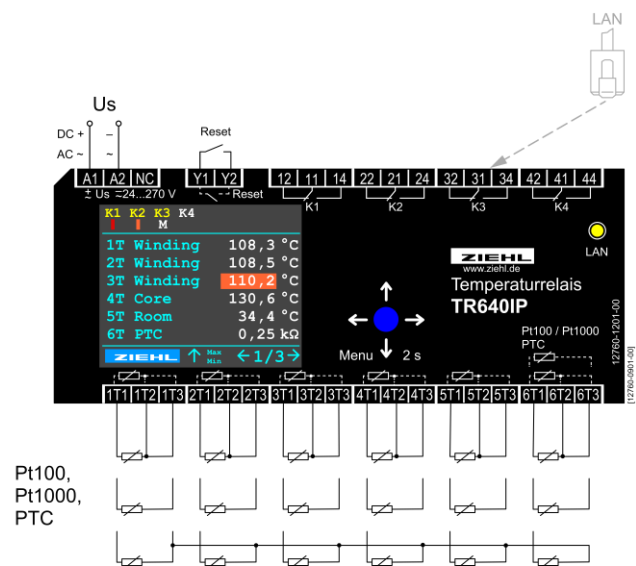 LAN
Us
DC + –
AC ~ ~
Reset
A1 A2 NC Y1 Y2 12 11 14 22 21 24 32 31 34 42 41 44
± Us ≂24...270 V Reset K1 K2 K3 K4
K1 K2 K3 K4
M
1T Winding 108,3 °C
2T Winding 108,5 °C
3T Winding 110,2 °C
4T Core 130,6 °C
5T Room 34,4 °C
6T PTC 0,25 kΩ
ZIEHL ↑ Max Min ←1/3→
LAN
ZIEHL
www.ziehl.de
Temperaturrelais
TR640IP
Menu 2 s
Pt100 / Pt1000
PTC
12760-1201-00
[12760-0901-00]
1T1 1T2 1T3 2T1 2T2 2T3 3T1 3T2 3T3 4T1 4T2 4T3 5T1 5T2 5T3 6T1 6T2 6T3
Pt100,
Pt1000,
PTC